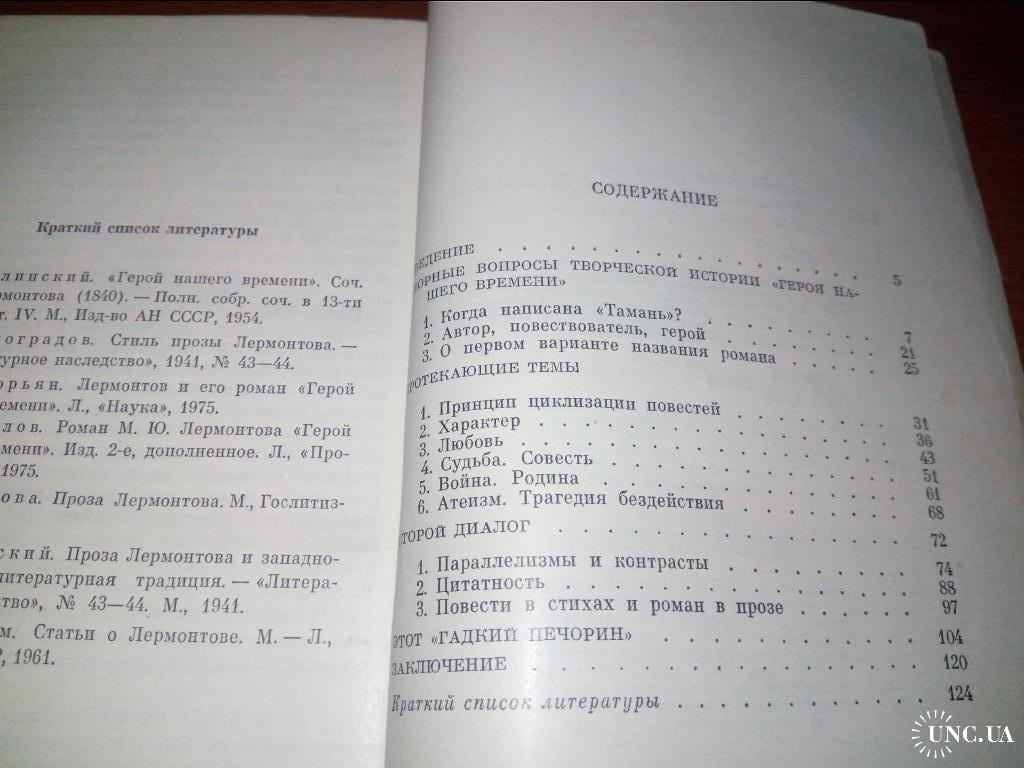 Краткий список литературы
линский. «Герой нашего времени». Соч.
рмонтова (1840). — Полн. собр. соч. в 13-ти
т. IV. М., Изд-во АН СССР, 1954.
оградов. Стиль прозы Лермонтова. —
турное наследство», 1941, № 43—44.
орьян. Лермонтов и его роман «Герой
емени». Л., «Наука», 1975.
лов. Роман М. Ю. Лермонтова «Герой
мени». Изд. 2-е, дополненное. Л., «Про-
1975.
ова. Проза Лермонтова. М., Гослитиз-
ский. Проза Лермонтова и западно-
литературная традиция. — «Литера-
ство», № 43—44. М., 1941.
м. Статьи о Лермонтове. М. — Л.,
Р, 1961.
СОДЕРЖАНИЕ
ВЕДЕНИЕ . . . . . . . . . . . . . . . 5
ОРНЫЕ ВОПРОСЫ ТВОРЧЕСКОЙ ИСТОРИИ «ГЕРОЯ НА-
ШЕГО ВРЕМЕНИ»
1. Когда написана «Тамань»? . . . . . . . . 7
2. Автор, повествователь, герой . . . . . . . 21
3. О первом варианте названия романа . . . . . 25
РОТЕКАЮЩИЕ ТЕМЫ
1. Принцип циклизации повестей . . . . . . . 31
2. Характер . . . . . . . . . . . . . 36
3. Любовь . . . . . . . . . . . . . . 43
4. Судьба. Совесть . . . . . . . . . . . 51
5. Война. Родина . . . . . . . . . . . . 61
6. Атеизм. Трагедия бездействия . . . . . . . 68
ТОРОЙ ДИАЛОГ . . . . . . . . . . . . . 72
1. Параллелизмы и контрасты . . . . . . . . 74
2. Цитатность . . . . . . . . . . . . . 88
3. Повести в стихах и роман в прозе . . . . . 97
ЭТОТ «ГАДКИЙ ПЕЧОРИН» . . . . . . . . . . 104
ЗАКЛЮЧЕНИЕ . . . . . . . . . . . . . . 120
Краткий список литературы . . . . . . . . . 124
UNC.UA